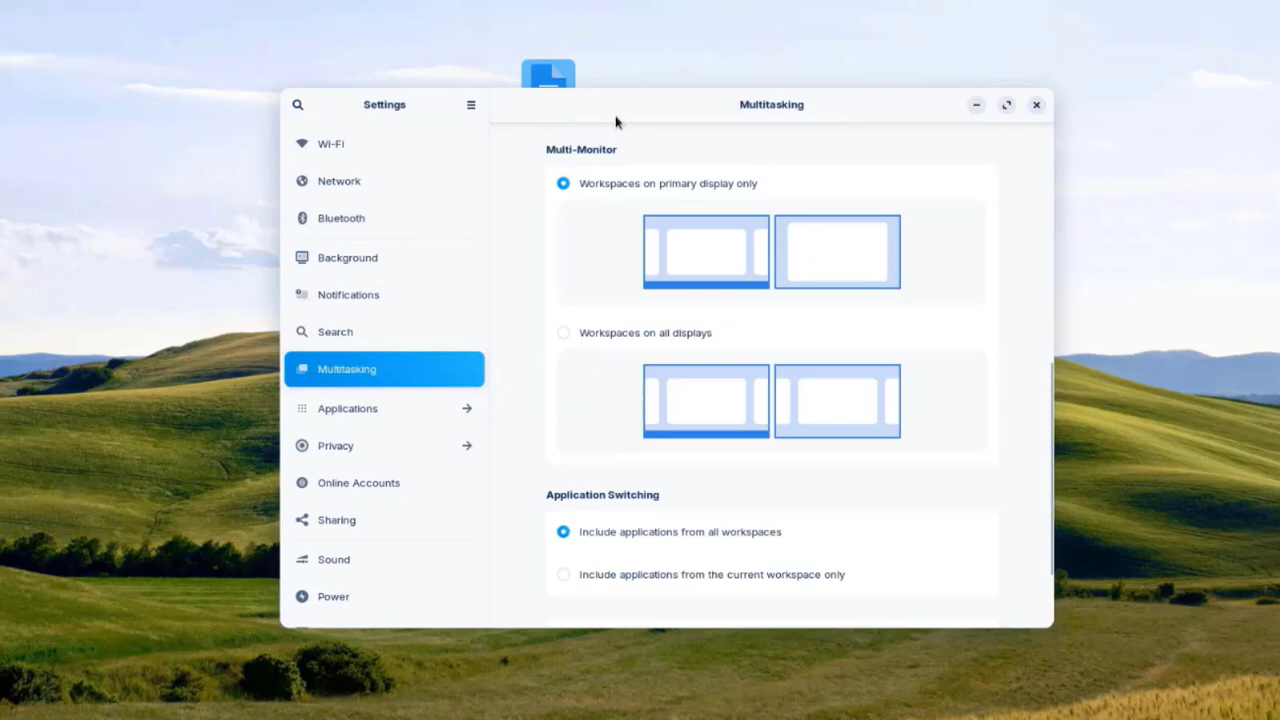 Settings
Multitasking
Wi-Fi
Network
Bluetooth
Background
Notifications
Search
Multitasking
Applications
Privacy
Online Accounts
Sharing
Sound
Power
Multi-Monitor
Workspaces on primary display only
Workspaces on all displays
Application Switching
Include applications from all workspaces
Include applications from the current workspace only